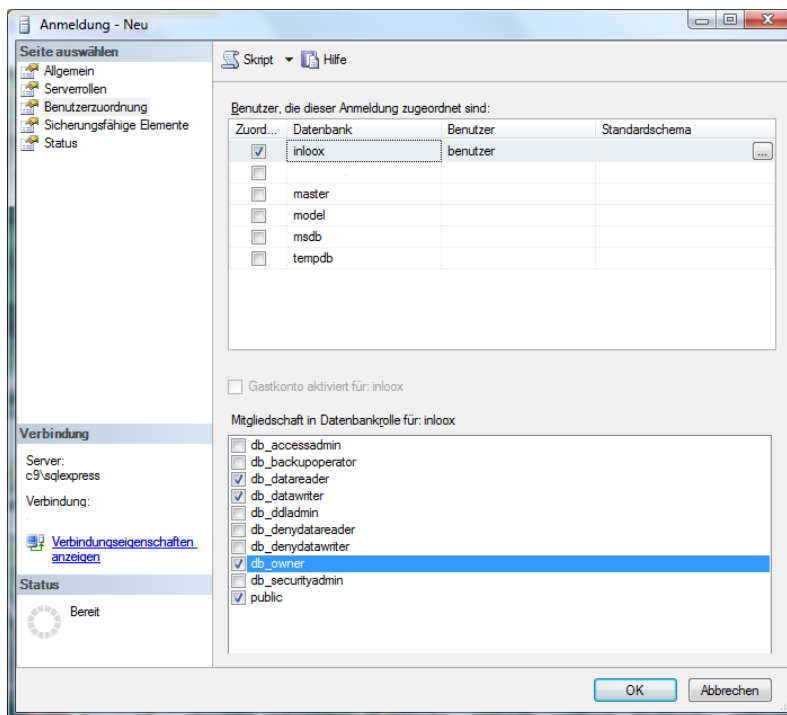 Anmeldung - Neu
Seite auswählen
Allgemein
Serverrollen
Benutzerzuordnung
Sicherungsfähige Elemente
Status
Skript
Hilfe
Benutzer, die dieser Anmeldung zugeordnet sind:
Zuord... Datenbank Benutzer Standardschema
inloox benutzer ...
master
model
msdb
tempdb
Gastkonto aktiviert für: inloox
Mitgliedschaft in Datenbankrolle für: inloox
db_accessadmin
db_backupoperator
db_datareader
db_datawriter
db_ddladmin
db_denydatareader
db_denydatawriter
db_owner
db_securityadmin
public
Verbindung
Server:
c9\sqlexpress
Verbindung:
Verbindungseigenschaften
anzeigen
Status
Bereit
OK Abbrechen